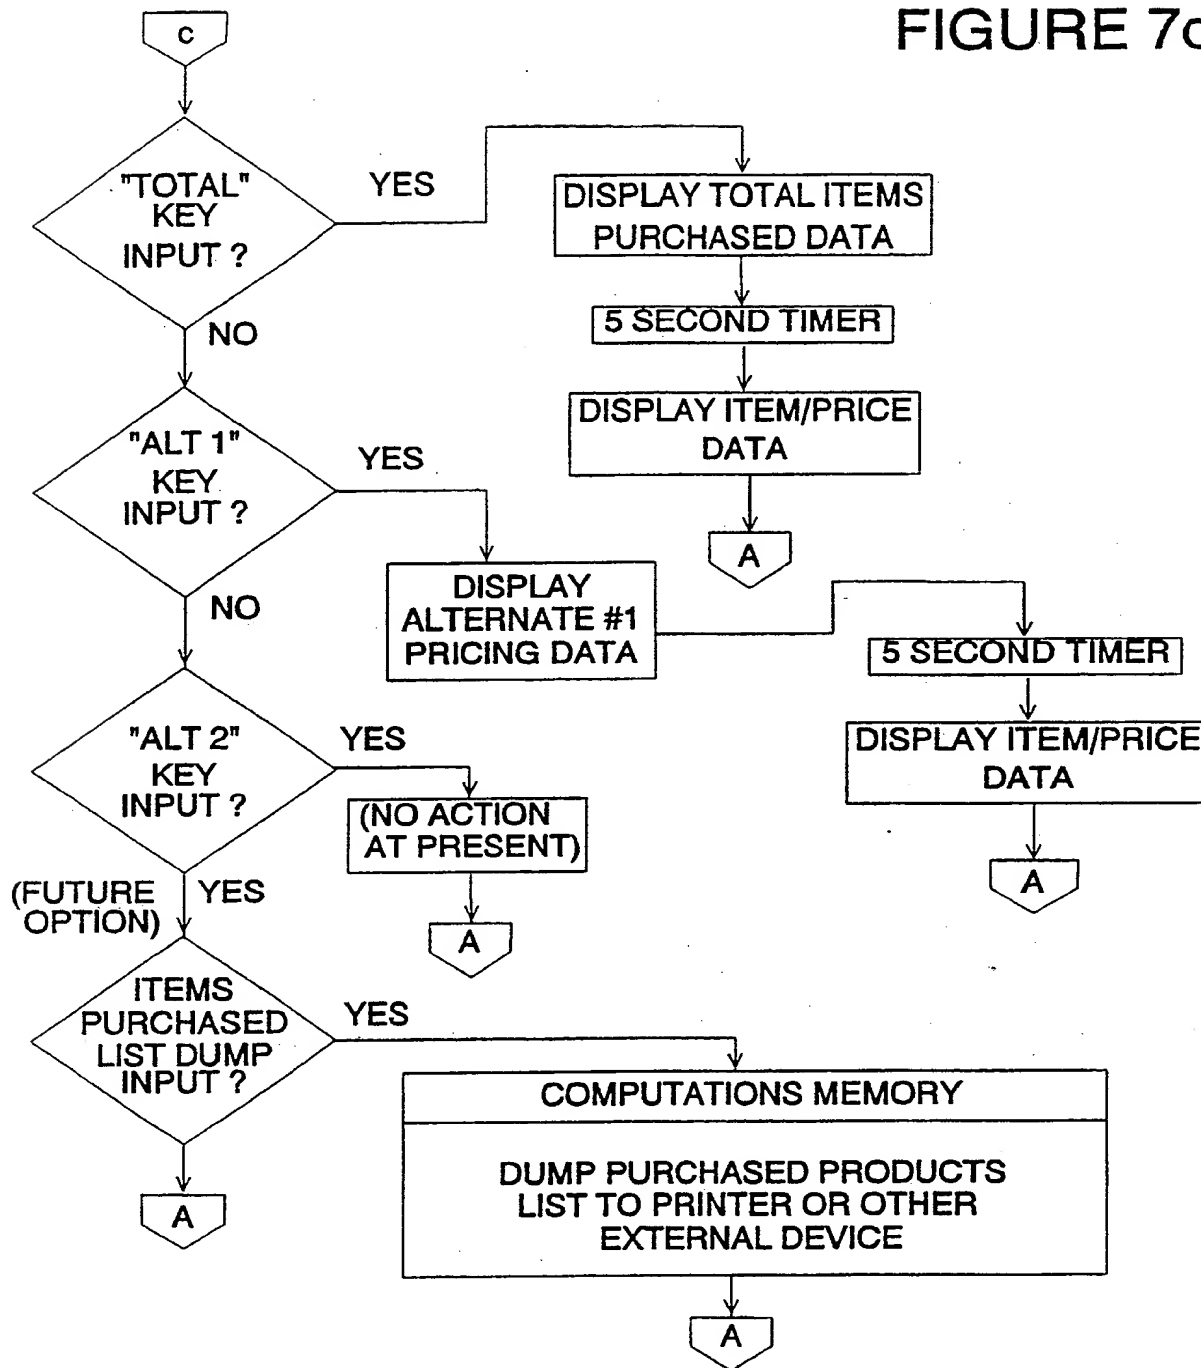 FIGURE 7c
c
"TOTAL"
KEY
INPUT ?
YES
NO
DISPLAY TOTAL ITEMS
PURCHASED DATA
5 SECOND TIMER
DISPLAY ITEM/PRICE
DATA
A
"ALT 1"
KEY
INPUT ?
YES
NO
DISPLAY
ALTERNATE #1
PRICING DATA
5 SECOND TIMER
DISPLAY ITEM/PRICE
DATA
A
"ALT 2"
KEY
INPUT ?
YES
(NO ACTION
AT PRESENT)
A
(FUTURE
OPTION)
YES
ITEMS
PURCHASED
LIST DUMP
INPUT ?
YES
COMPUTATIONS MEMORY
DUMP PURCHASED PRODUCTS
LIST TO PRINTER OR OTHER
EXTERNAL DEVICE
A
A